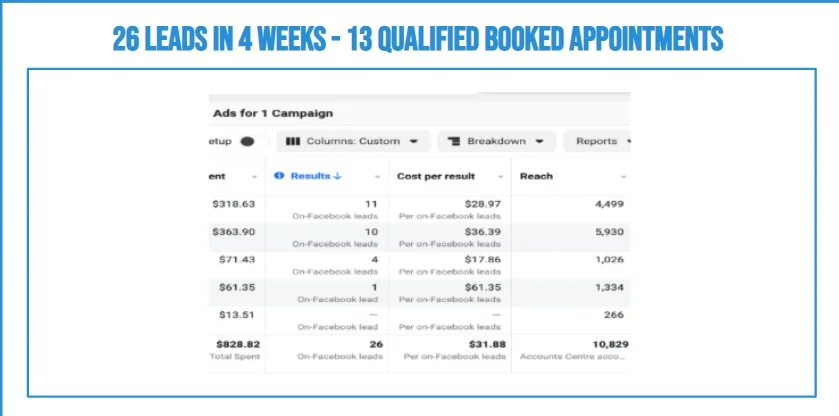 26 LEADS IN 4 WEEKS - 13 QUALIFIED BOOKED APPOINTMENTS
Ads for 1 Campaign
etup Columns: Custom Breakdown Reports
ent Results ↓ Cost per result Reach
$318.63 11 $28.97 4,499
On-Facebook leads Per on-Facebook leads
$363.90 10 $36.39 5,930
On-Facebook leads Per on-Facebook leads
$71.43 4 $17.86 1,026
On-Facebook leads Per on-Facebook leads
$61.35 1 $61.35 1,334
On-Facebook lead Per on-Facebook leads
$13.51 — — 266
On-Facebook lead Per on-Facebook leads
$828.82 26 $31.88 10,829
Total Spent On-Facebook leads Per on-Facebook leads Accounts Centre acco...